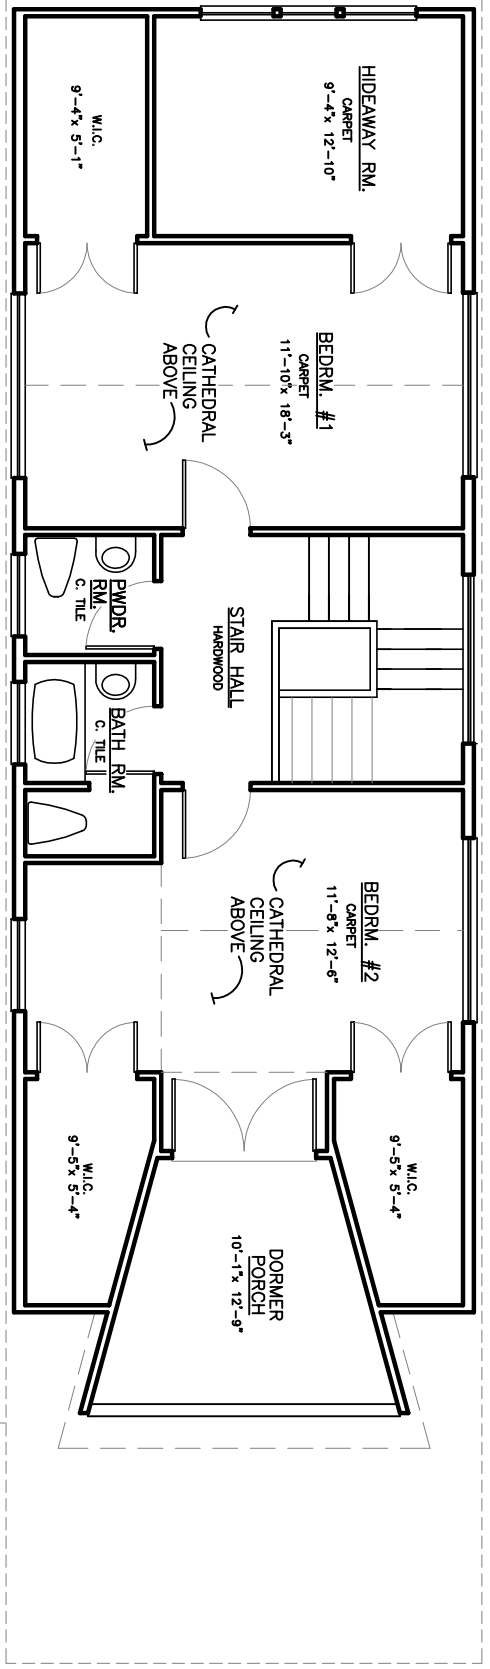 HIDEAWAY RM.
CARPET
9'-4"x 12'-10"
W.I.C.
9'-4"x 5'-1"
BEDRM. #1
CARPET
11'-10"x 18'-3"
CATHEDRAL
CEILING
ABOVE
STAIR HALL
HARDWOOD
PWDR.
RM.
C. TILE
BATH RM.
C. TILE
BEDRM. #2
CARPET
11'-8"x 12'-6"
CATHEDRAL
CEILING
ABOVE
W.I.C.
9'-5"x 5'-4"
W.I.C.
9'-5"x 5'-4"
DORMER
PORCH
10'-1"x 12'-9"